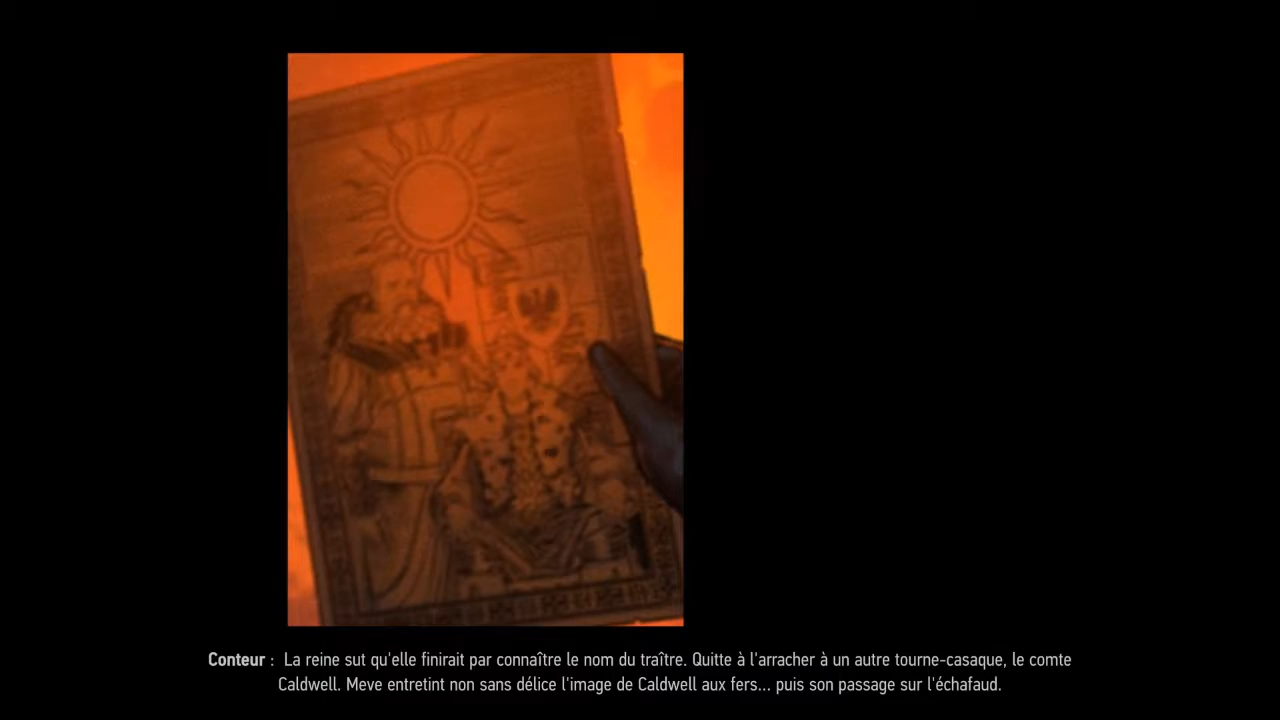 Conteur : La reine sut qu'elle finirait par connaître le nom du traître. Quitte à l'arracher à un autre tourne-casaque, le comte
Caldwell. Meve entretint non sans délice l'image de Caldwell aux fers... puis son passage sur l'échafaud.